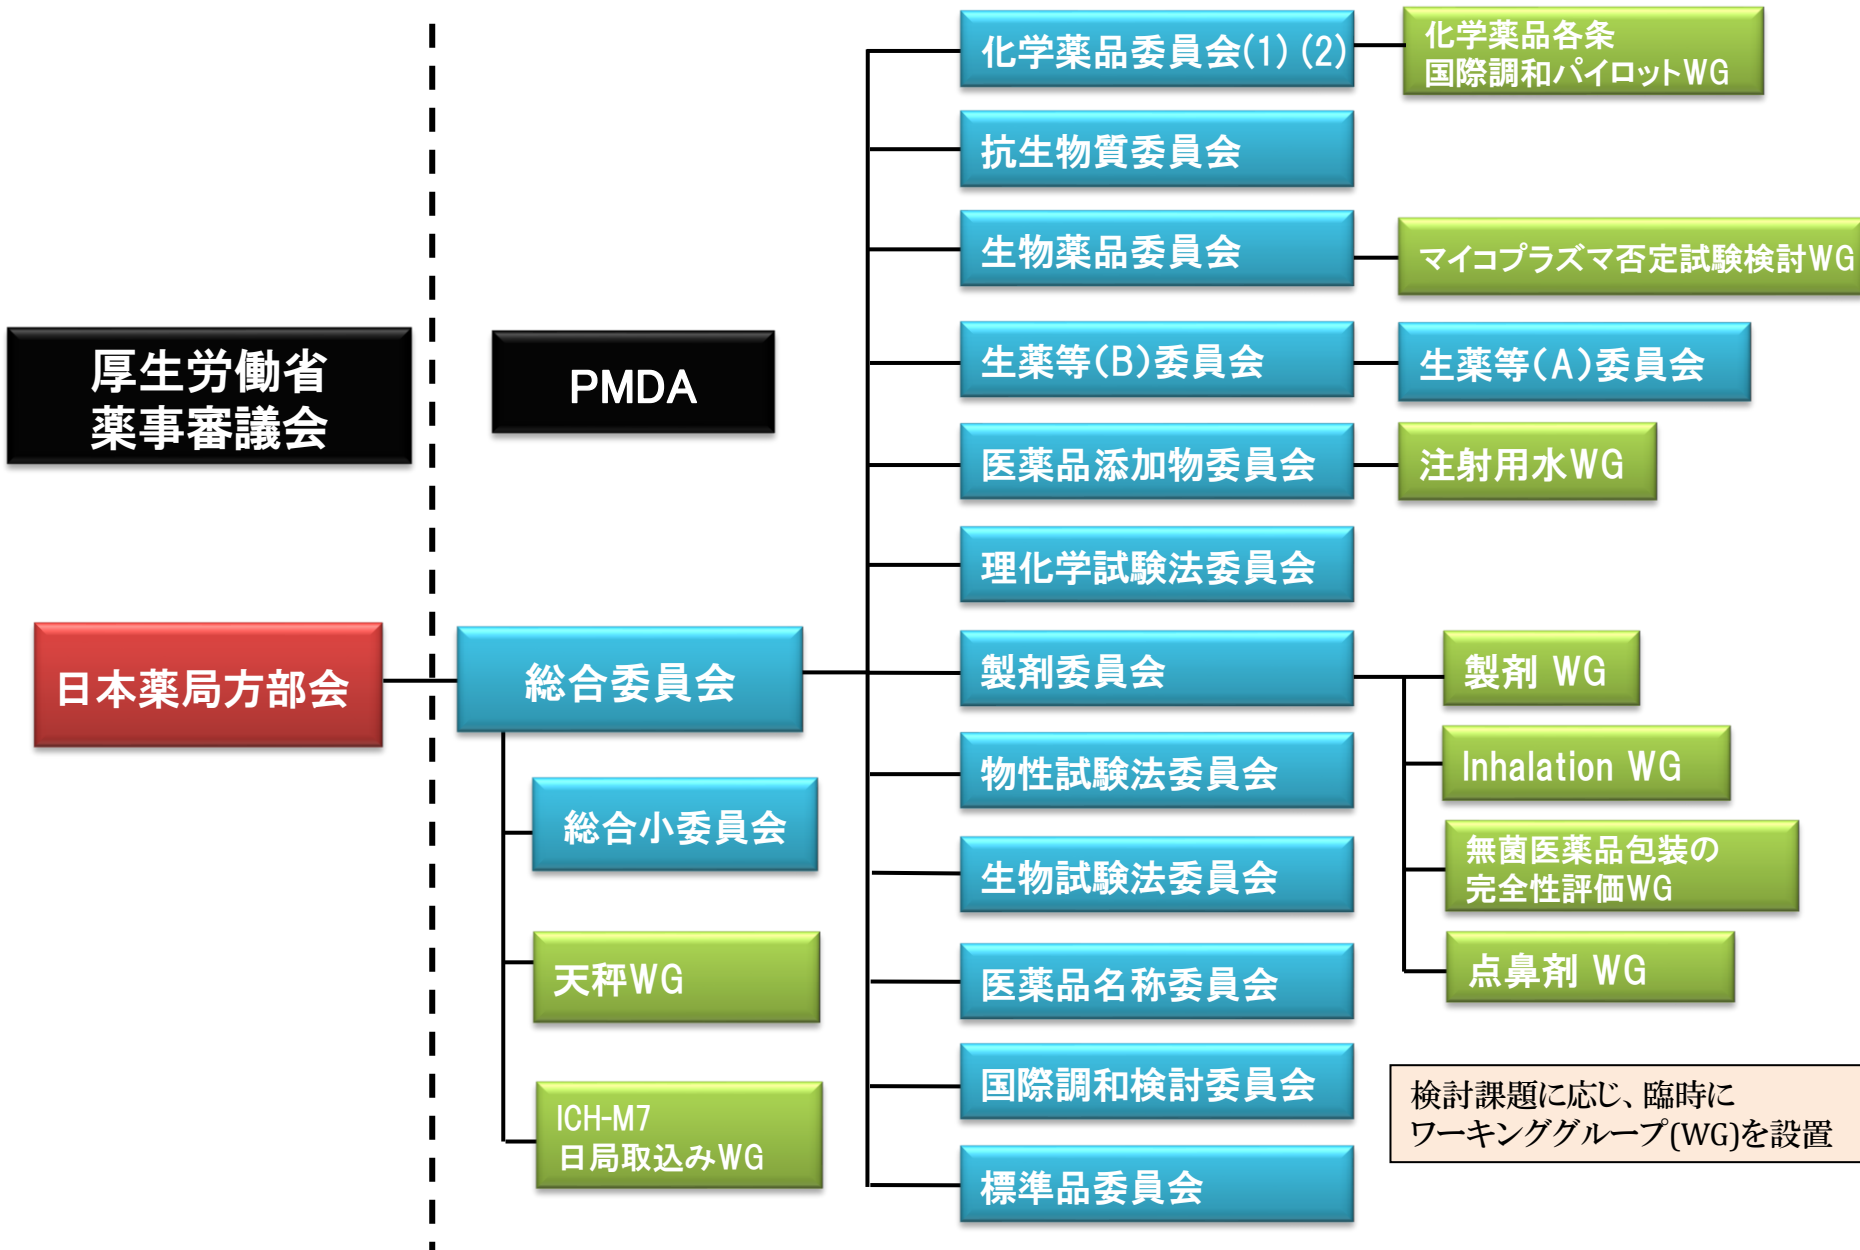 厚生労働省
薬事審議会
PMDA
日本薬局方部会
総合委員会
総合小委員会
天秤WG
ICH-M7
日局取込みWG
化学薬品委員会(1)(2)
化学薬品各条
国際調和パイロットWG
抗生物質委員会
生物薬品委員会
マイコプラズマ否定試験検討WG
生薬等(B)委員会
生薬等(A)委員会
医薬品添加物委員会
注射用水WG
理化学試験法委員会
製剤委員会
製剤 WG
Inhalation WG
無菌医薬品包装の
完全性評価WG
点鼻剤 WG
物性試験法委員会
生物試験法委員会
医薬品名称委員会
国際調和検討委員会
標準品委員会
検討課題に応じ、臨時に
ワーキンググループ(WG)を設置